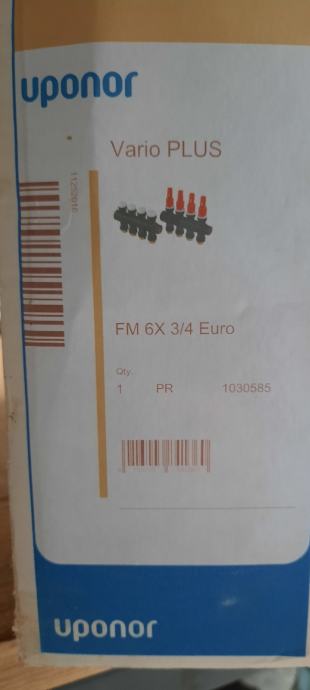 uponor
Vario PLUS
FM 6X 3/4 Euro
Qty.
1 PR 1030585
uponor